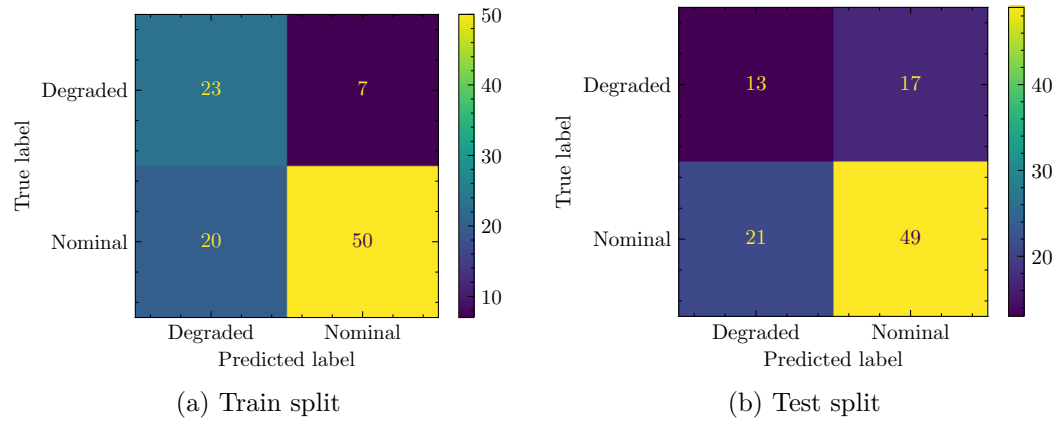 Degraded
Nominal
True label
23
7
20
50
Degraded
Nominal
Predicted label
50
40
30
20
10
(a) Train split
Degraded
Nominal
True label
13
17
21
49
Degraded
Nominal
Predicted label
40
30
20
(b) Test split